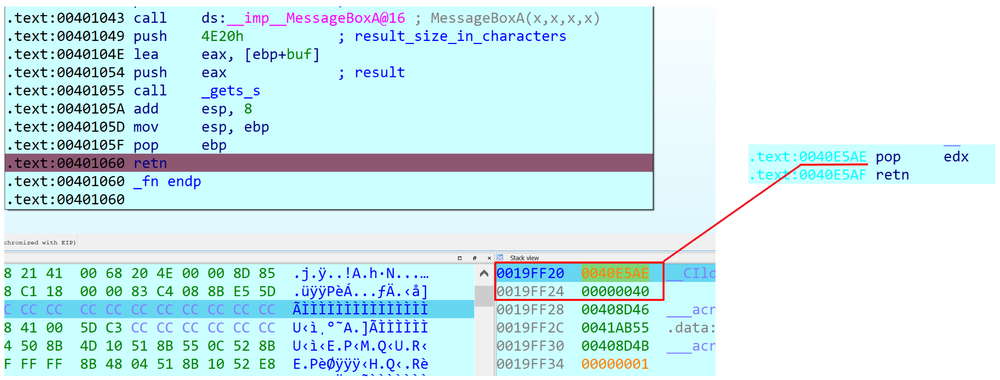 .text:00401043 call ds:__imp__MessageBoxA@16 ; MessageBoxA(x,x,x,x)
.text:00401049 push 4E20h ; result_size_in_characters
.text:0040104E lea eax, [ebp+buf]
.text:00401054 push eax ; result
.text:00401055 call _gets_s
.text:0040105A add esp, 8
.text:0040105D mov esp, ebp
.text:0040105F pop ebp
.text:00401060 retn
.text:00401060 _fn endp
.text:00401060
.text:0040E5AE pop edx
.text:0040E5AF retn
chronized with EIP)
Stack view
8 21 41 00 68 20 4E 00 00 8D 85 .j.ÿ..!A.h·N...…
8 C1 18 00 00 83 C4 08 8B E5 5D .üÿÿPèÁ...ƒÄ.‹å]
C CC CC CC CC CC CC CC CC CC CC ÃÌÌÌÌÌÌÌÌÌÌÌÌÌÌÌ
8 41 00 5D C3 CC CC CC CC CC CC U‹ì¸°˜A.]ÃÌÌÌÌÌÌ
4 50 8B 4D 10 51 8B 55 0C 52 8B U‹ì‹E.P‹M.Q‹U.R‹
F FF FF 8B 48 04 51 8B 10 52 E8 E.PèØÿÿÿ‹H.Q‹.Rè
0019FF20 0040E5AE __CIlo
0019FF24 00000040
0019FF28 00408D46 ___acr
0019FF2C 0041AB55 .data:
0019FF30 00408D4B ___acr
0019FF34 00000001